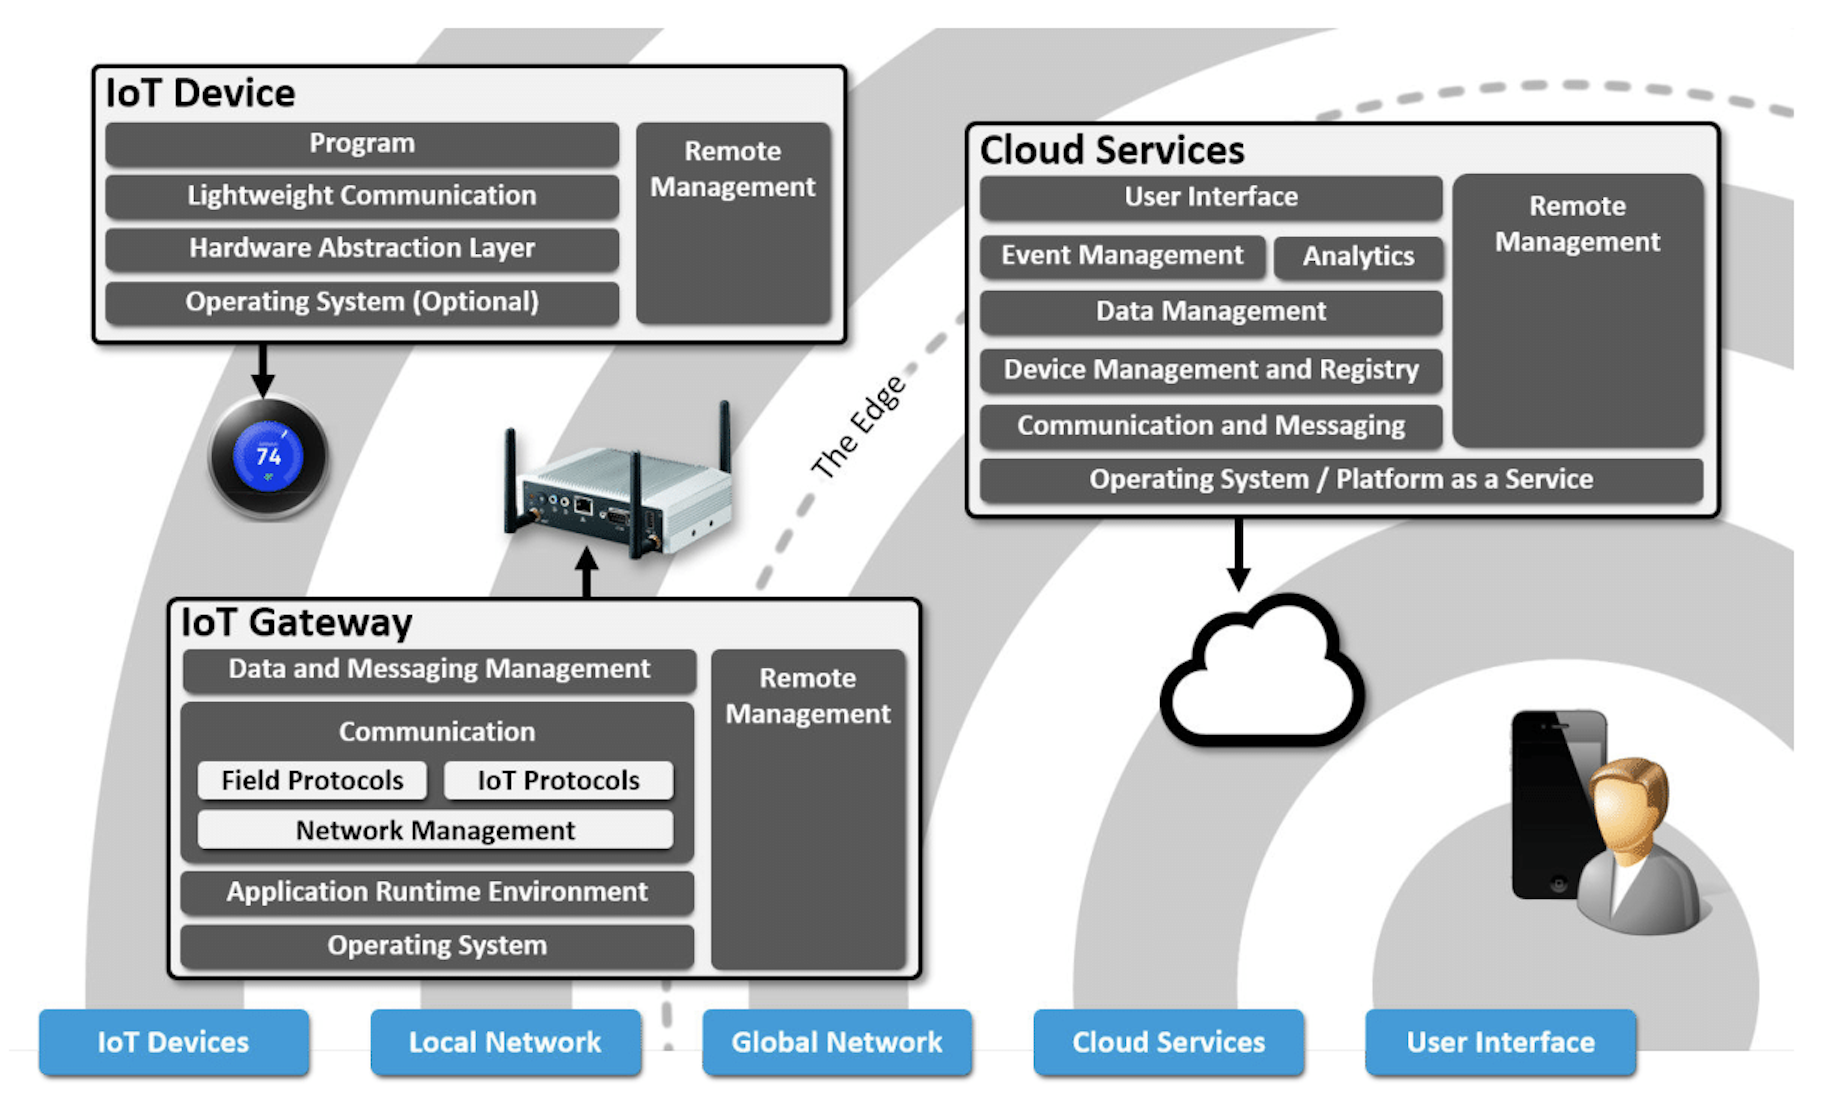 IoT Device
Program
Lightweight Communication
Hardware Abstraction Layer
Operating System (Optional)
Remote
Management
74
Cloud Services
User Interface
Event Management
Analytics
Data Management
Device Management and Registry
Communication and Messaging
Operating System / Platform as a Service
Remote
Management
The Edge
IoT Gateway
Data and Messaging Management
Communication
Field Protocols
IoT Protocols
Network Management
Application Runtime Environment
Operating System
Remote
Management
IoT Devices
Local Network
Global Network
Cloud Services
User Interface